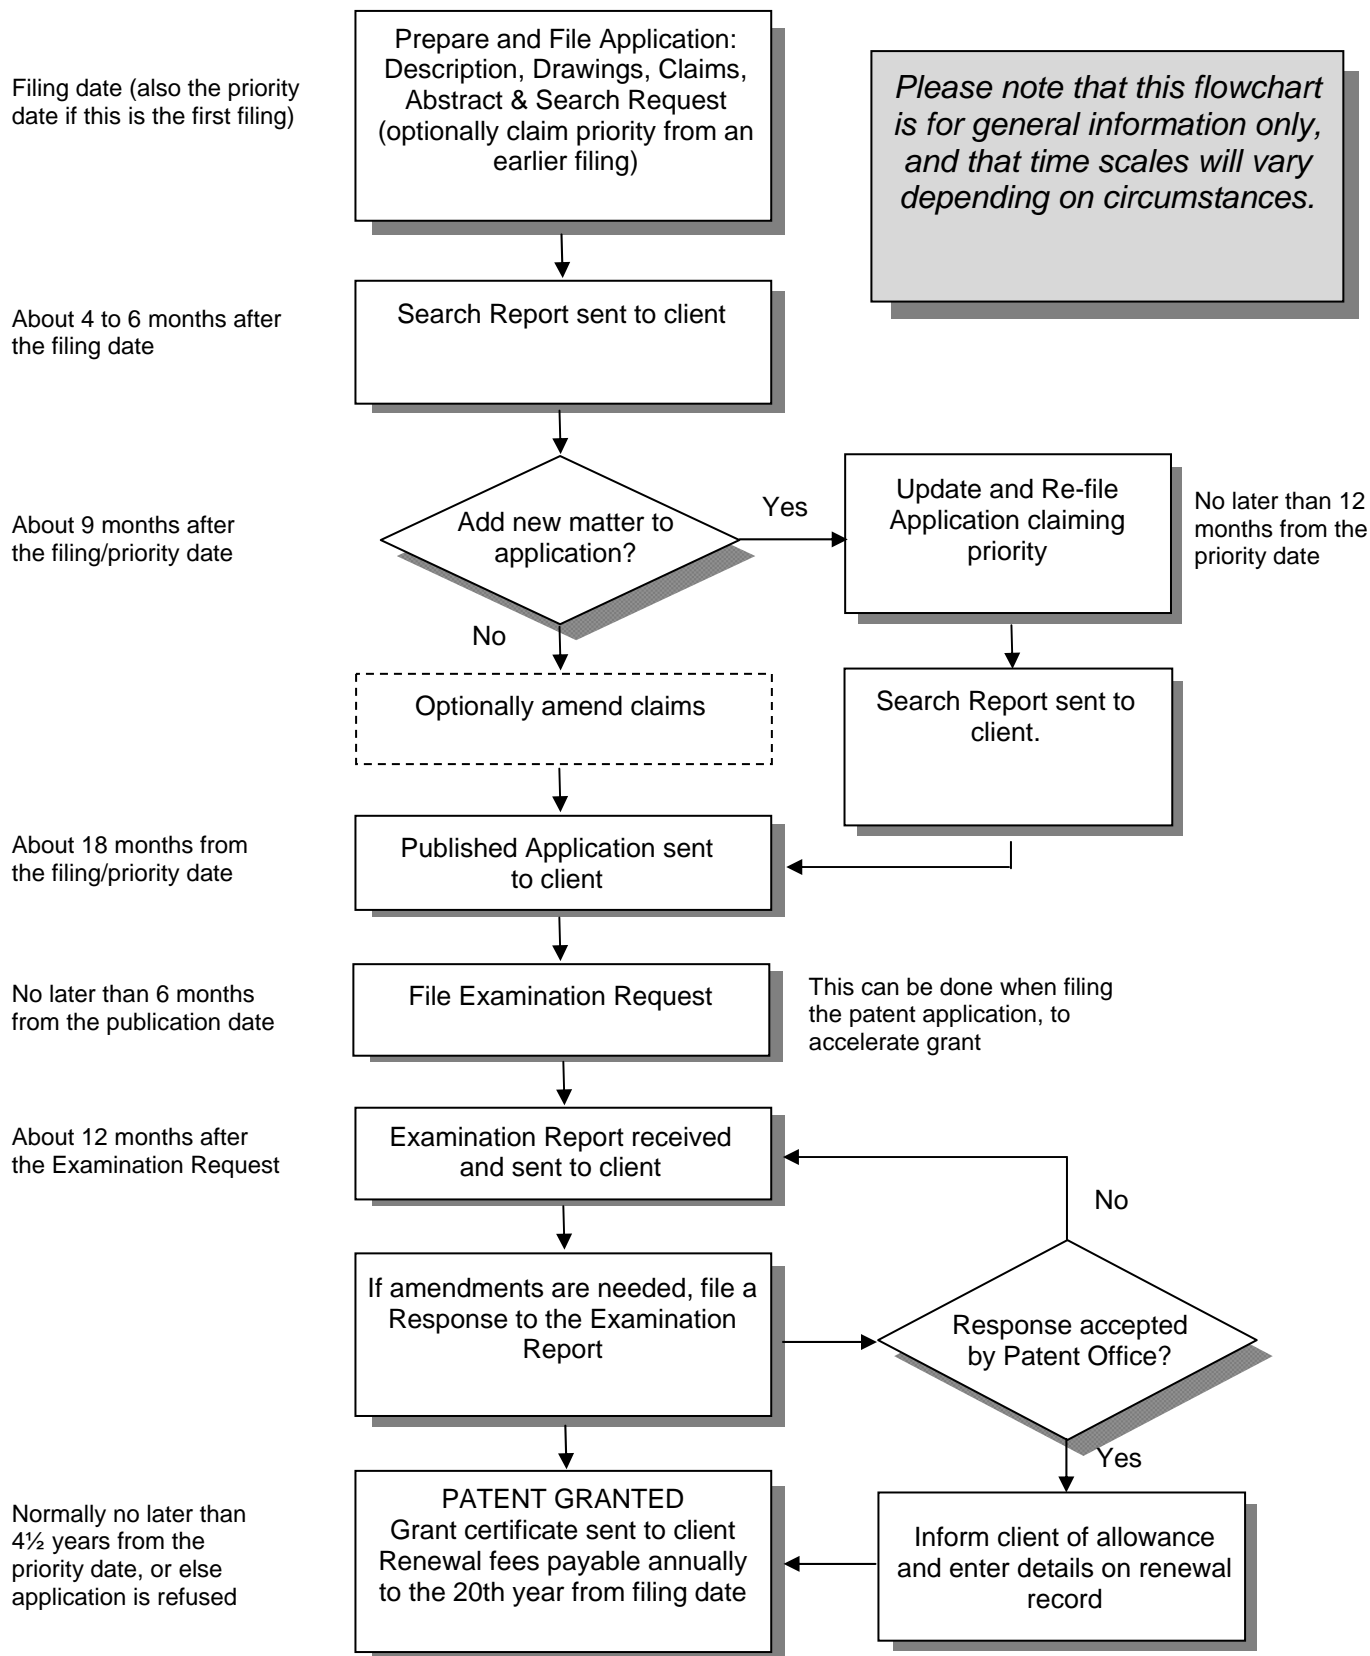 Filing date (also the priority
date if this is the first filing)
Prepare and File Application:
Description, Drawings, Claims,
Abstract & Search Request
(optionally claim priority from an
earlier filing)
Please note that this flowchart
is for general information only,
and that time scales will vary
depending on circumstances.
About 4 to 6 months after
the filing date
Search Report sent to client
About 9 months after
the filing/priority date
Add new matter to
application?
Yes
Update and Re-file
Application claiming
priority
No later than 12
months from the
priority date
No
Optionally amend claims
Search Report sent to
client.
About 18 months from
the filing/priority date
Published Application sent
to client
No later than 6 months
from the publication date
File Examination Request
This can be done when filing
the patent application, to
accelerate grant
About 12 months after
the Examination Request
Examination Report received
and sent to client
No
If amendments are needed, file a
Response to the Examination
Report
Response accepted
by Patent Office?
Yes
Normally no later than
4½ years from the
priority date, or else
application is refused
PATENT GRANTED
Grant certificate sent to client
Renewal fees payable annually
to the 20th year from filing date
Inform client of allowance
and enter details on renewal
record